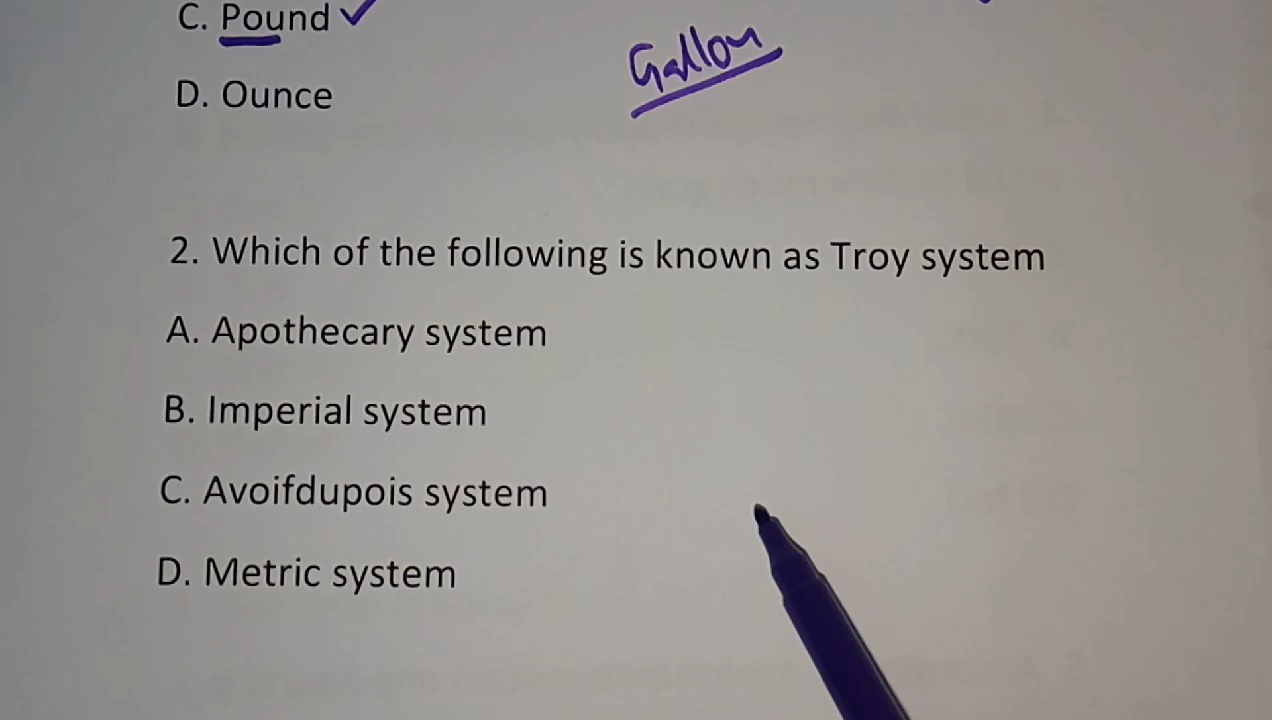 C. Pound ✓
Gallon
D. Ounce
2. Which of the following is known as Troy system
A. Apothecary system
B. Imperial system
C. Avoifdupois system
D. Metric system